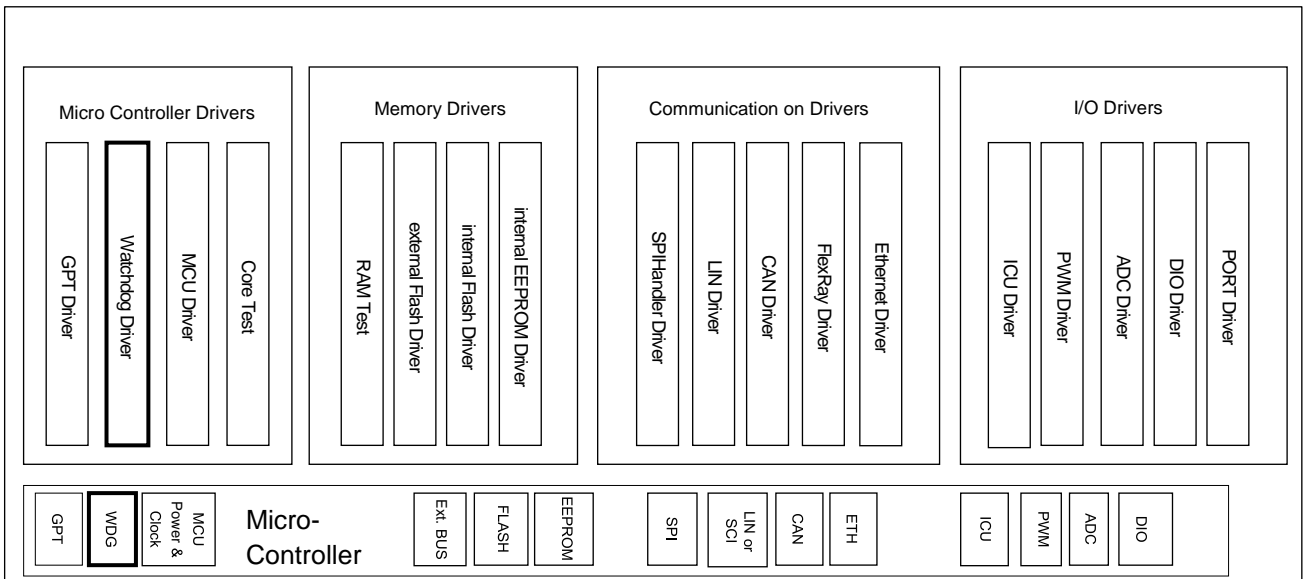 Micro Controller Drivers
GPT Driver
Watchdog Driver
MCU Driver
Core Test
Memory Drivers
RAM Test
external Flash Driver
internal Flash Driver
internal EEPROM Driver
Communication on Drivers
SPIHandler Driver
LIN Driver
CAN Driver
FlexRay Driver
Ethernet Driver
I/O Drivers
ICU Driver
PWM Driver
ADC Driver
DIO Driver
PORT Driver
GPT
WDG
MCU
Power &
Clock
Micro-
Controller
Ext. BUS
FLASH
EEPROM
SPI
LIN or
SCI
CAN
ETH
ICU
PWM
ADC
DIO